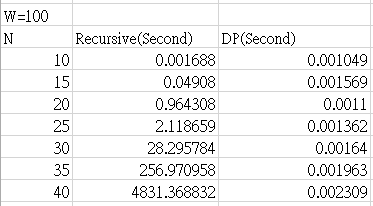 W=100
N Recursive(Second) DP(Second)
10 0.001688 0.001049
15 0.04908 0.001569
20 0.964308 0.0011
25 2.118659 0.001362
30 28.295784 0.00164
35 256.970958 0.001963
40 4831.368832 0.002309